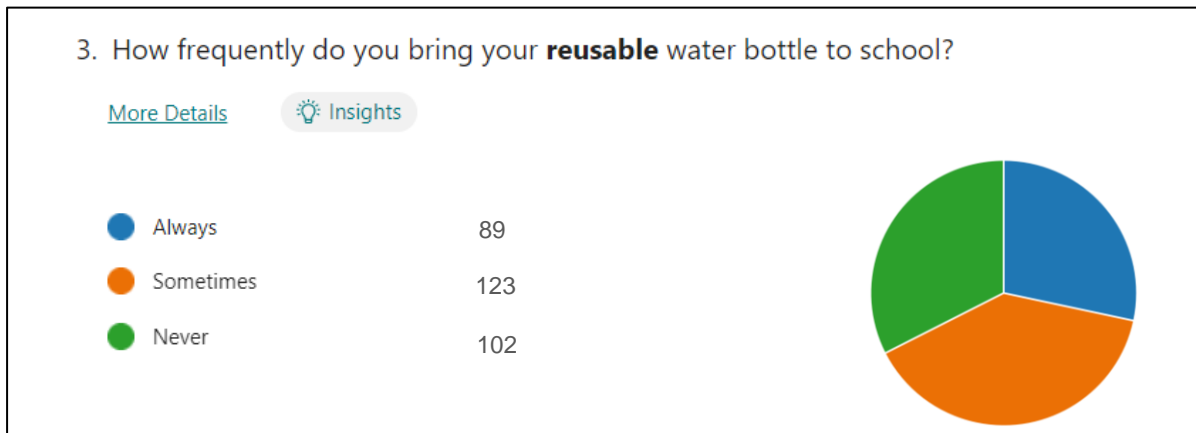 3. How frequently do you bring your reusable water bottle to school?
More Details Insights
Always 89
Sometimes 123
Never 102